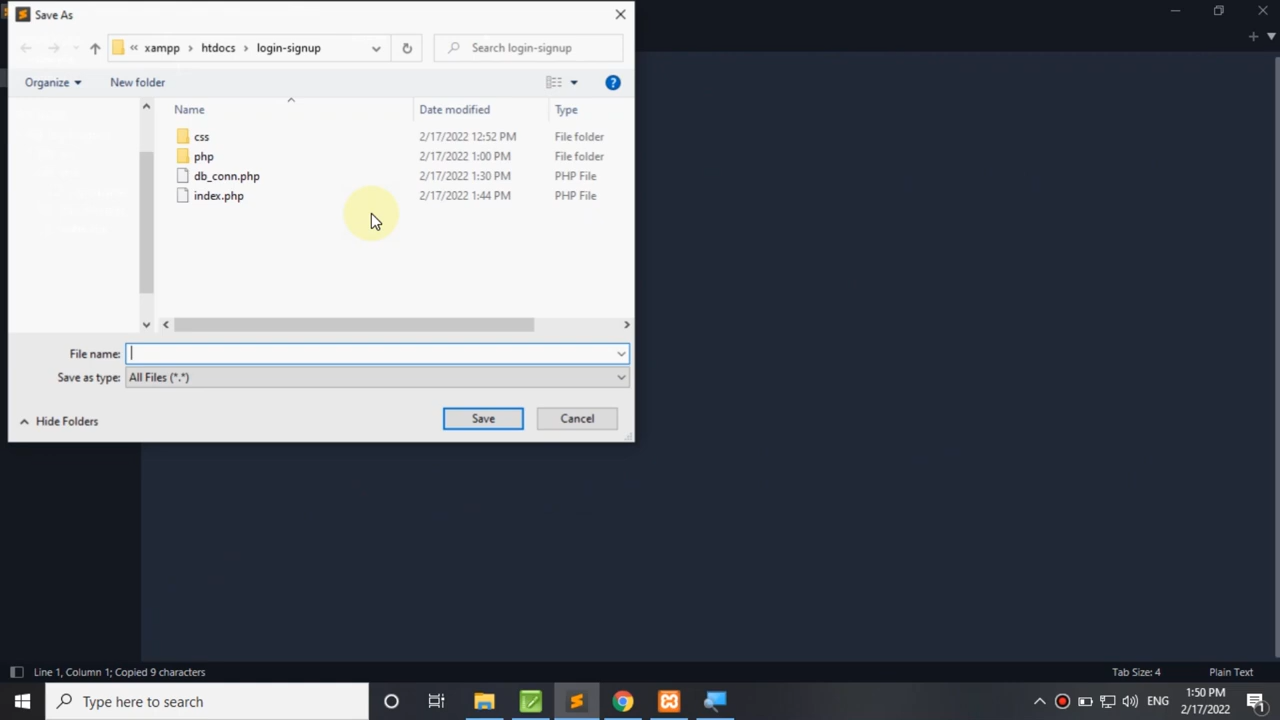 Save As
« xampp › htdocs › login-signup
Search login-signup
Organize
New folder
Name
Date modified
Type
css
2/17/2022 12:52 PM
File folder
php
2/17/2022 1:00 PM
File folder
db_conn.php
2/17/2022 1:30 PM
PHP File
index.php
2/17/2022 1:44 PM
PHP File
File name:
Save as type:
All Files (*.*)
Hide Folders
Save
Cancel
Line 1, Column 1; Copied 9 characters
Tab Size: 4
Plain Text
Type here to search
ENG
1:50 PM
2/17/2022
1